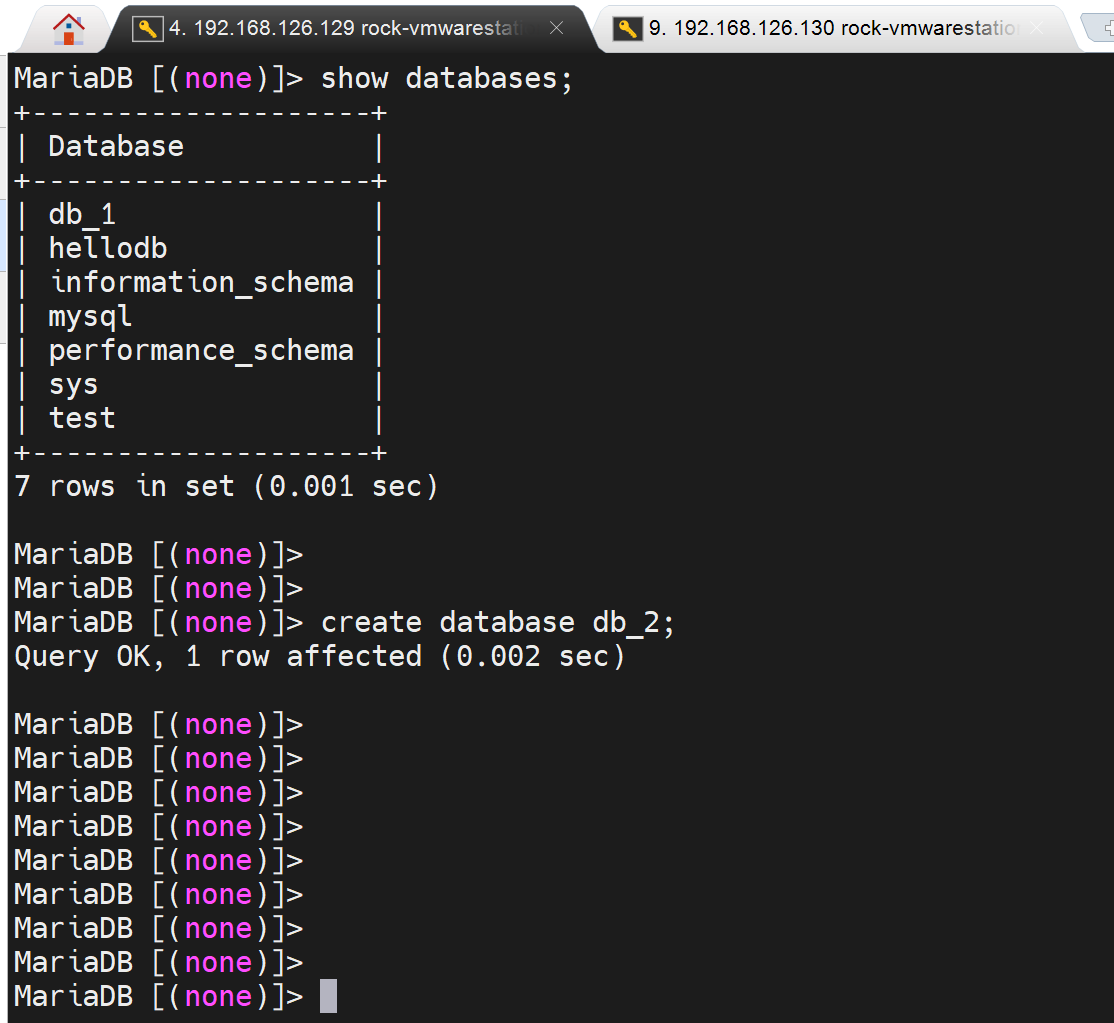 4. 192.168.126.129 rock-vmwarestati
9. 192.168.126.130 rock-vmwarestatio
MariaDB [(none)]> show databases;
+--------------------+
| Database           |
+--------------------+
| db_1               |
| hellodb            |
| information_schema |
| mysql              |
| performance_schema |
| sys                |
| test               |
+--------------------+
7 rows in set (0.001 sec)

MariaDB [(none)]>
MariaDB [(none)]>
MariaDB [(none)]> create database db_2;
Query OK, 1 row affected (0.002 sec)

MariaDB [(none)]>
MariaDB [(none)]>
MariaDB [(none)]>
MariaDB [(none)]>
MariaDB [(none)]>
MariaDB [(none)]>
MariaDB [(none)]>
MariaDB [(none)]>
MariaDB [(none)]>